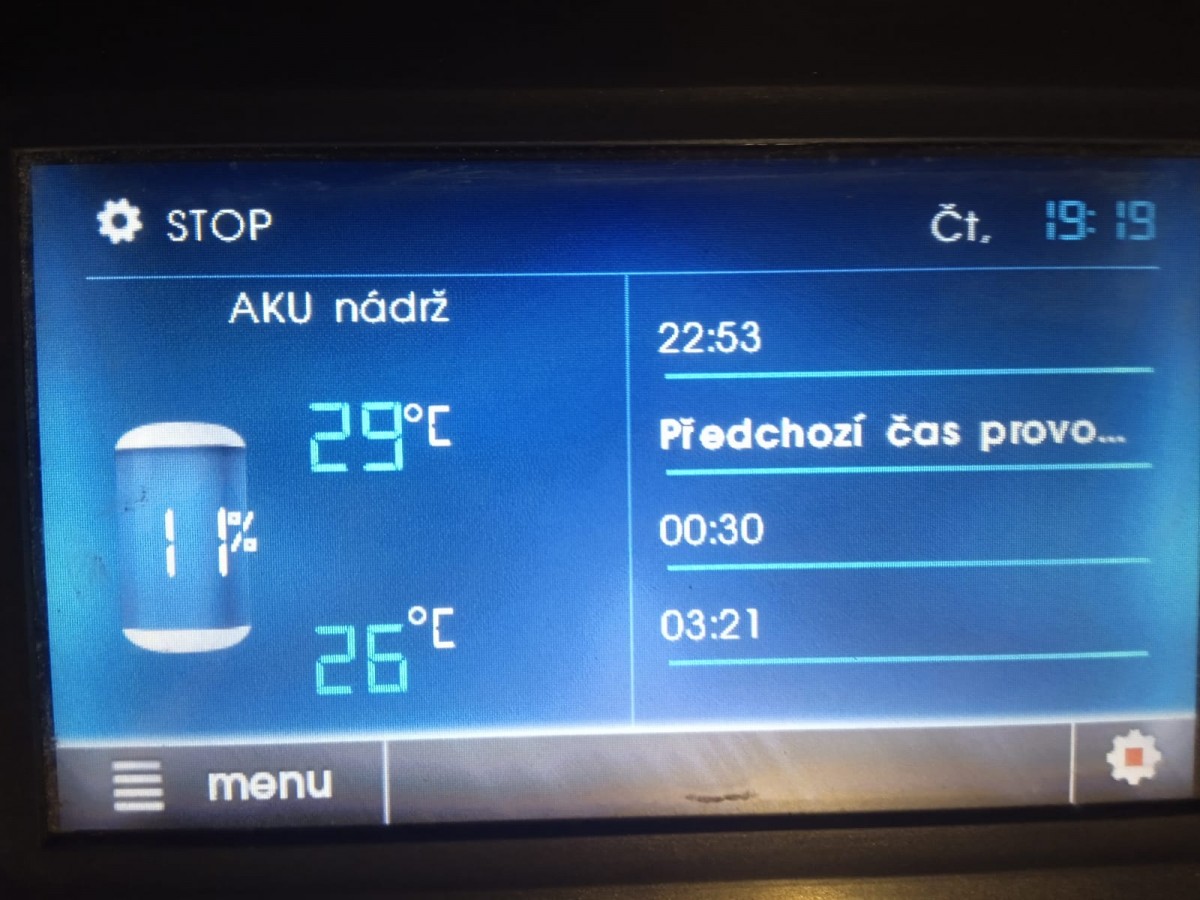 STOP
Čt, 19:19
AKU nádrž
29°C
11%
26°C
22:53
Předchozí čas provo...
00:30
03:21
menu